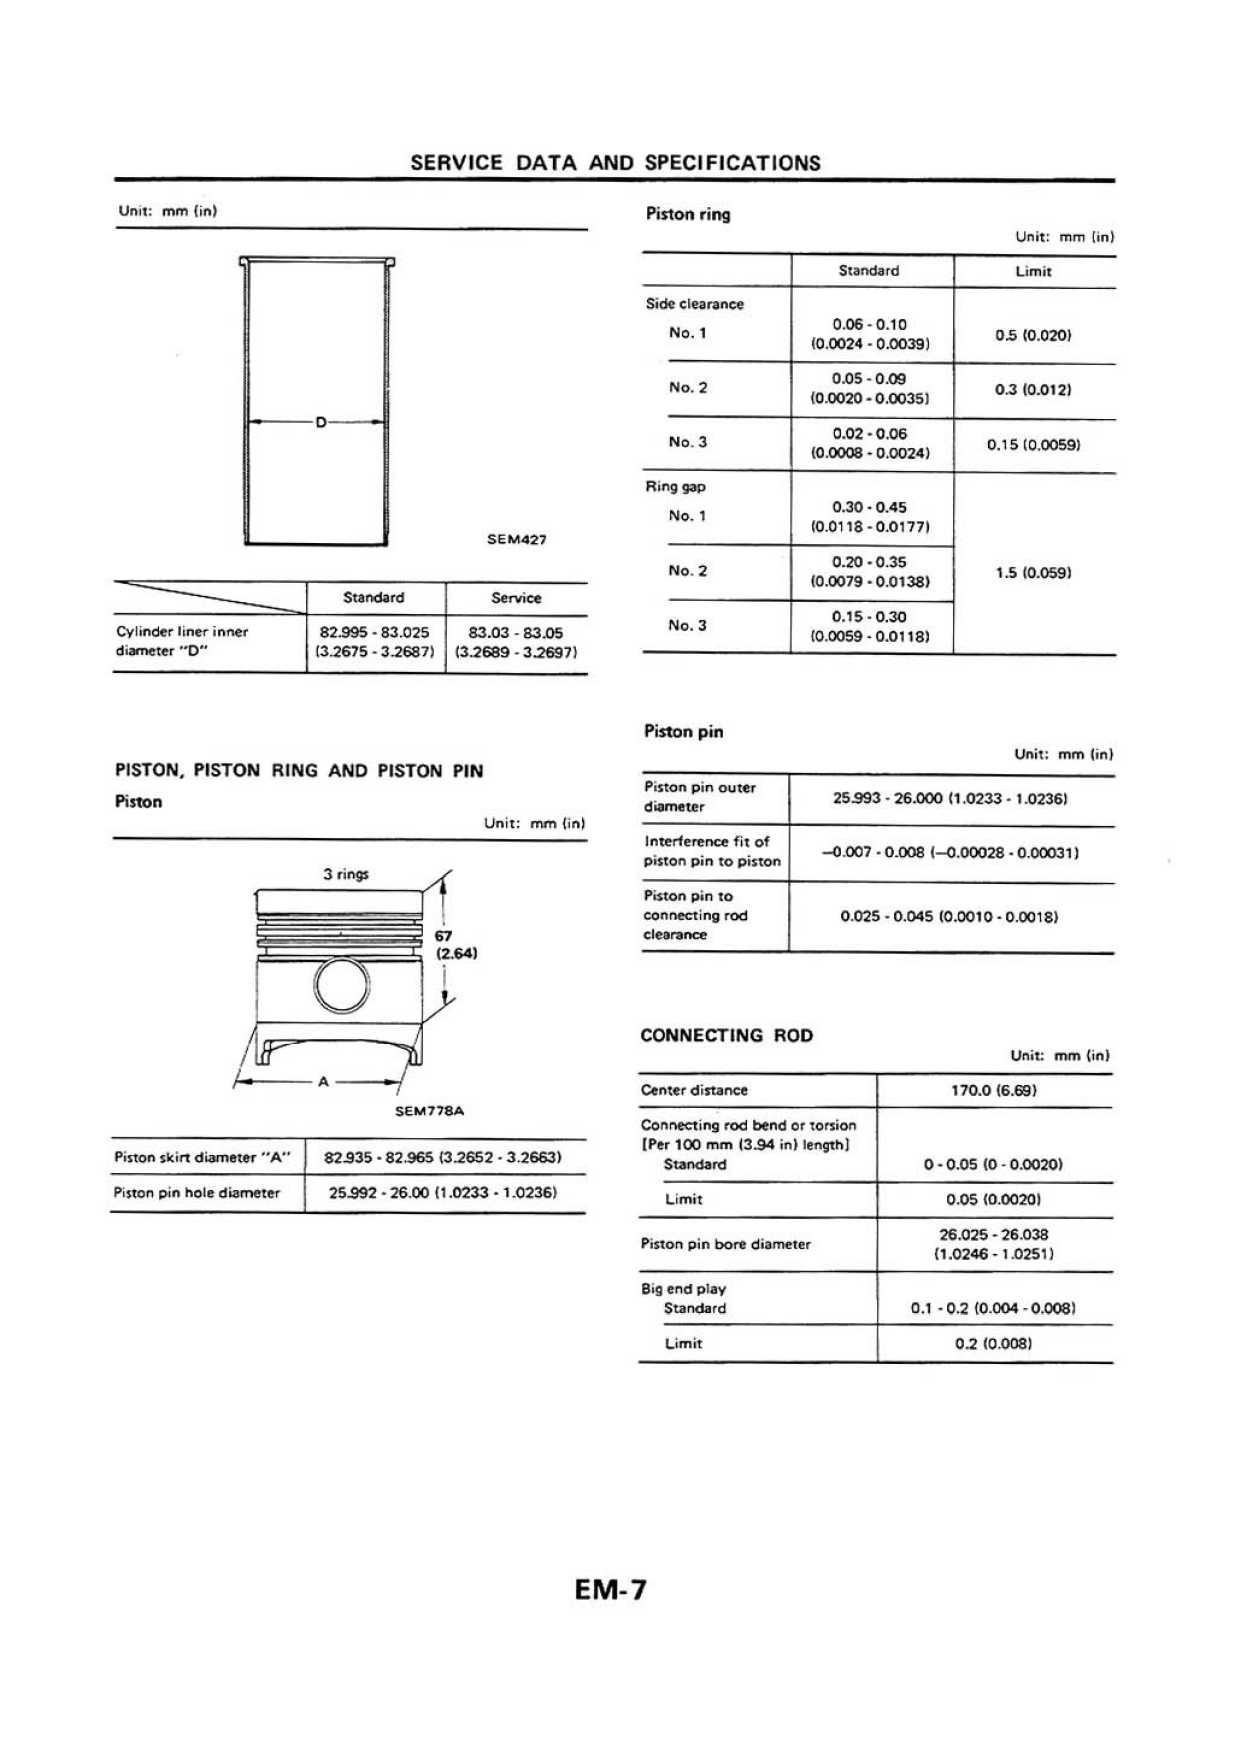 SERVICE DATA AND SPECIFICATIONS
Unit: mm (in)
D
SEM427
Standard Service
Cylinder liner inner diameter "D" 82.995 - 83.025 (3.2675 - 3.2687) 83.03 - 83.05 (3.2689 - 3.2697)
PISTON, PISTON RING AND PISTON PIN
Piston
Unit: mm (in)
3 rings
67
(2.64)
A
SEM778A
Piston skirt diameter "A" 82.935 - 82.965 (3.2652 - 3.2663)
Piston pin hole diameter 25.992 - 26.00 (1.0233 - 1.0236)
Piston ring
Unit: mm (in)
Standard Limit
Side clearance
No. 1 0.06 - 0.10 (0.0024 - 0.0039) 0.5 (0.020)
No. 2 0.05 - 0.09 (0.0020 - 0.0035) 0.3 (0.012)
No. 3 0.02 - 0.06 (0.0008 - 0.0024) 0.15 (0.0059)
Ring gap
No. 1 0.30 - 0.45 (0.0118 - 0.0177)
No. 2 0.20 - 0.35 (0.0079 - 0.0138) 1.5 (0.059)
No. 3 0.15 - 0.30 (0.0059 - 0.0118)
Piston pin
Unit: mm (in)
Piston pin outer diameter 25.993 - 26.000 (1.0233 - 1.0236)
Interference fit of piston pin to piston —0.007 - 0.008 (—0.00028 - 0.00031)
Piston pin to connecting rod clearance 0.025 - 0.045 (0.0010 - 0.0018)
CONNECTING ROD
Unit: mm (in)
Center distance 170.0 (6.69)
Connecting rod bend or torsion
[Per 100 mm (3.94 in) length]
Standard 0 - 0.05 (0 - 0.0020)
Limit 0.05 (0.0020)
Piston pin bore diameter 26.025 - 26.038 (1.0246 - 1.0251)
Big end play
Standard 0.1 - 0.2 (0.004 - 0.008)
Limit 0.2 (0.008)
EM-7